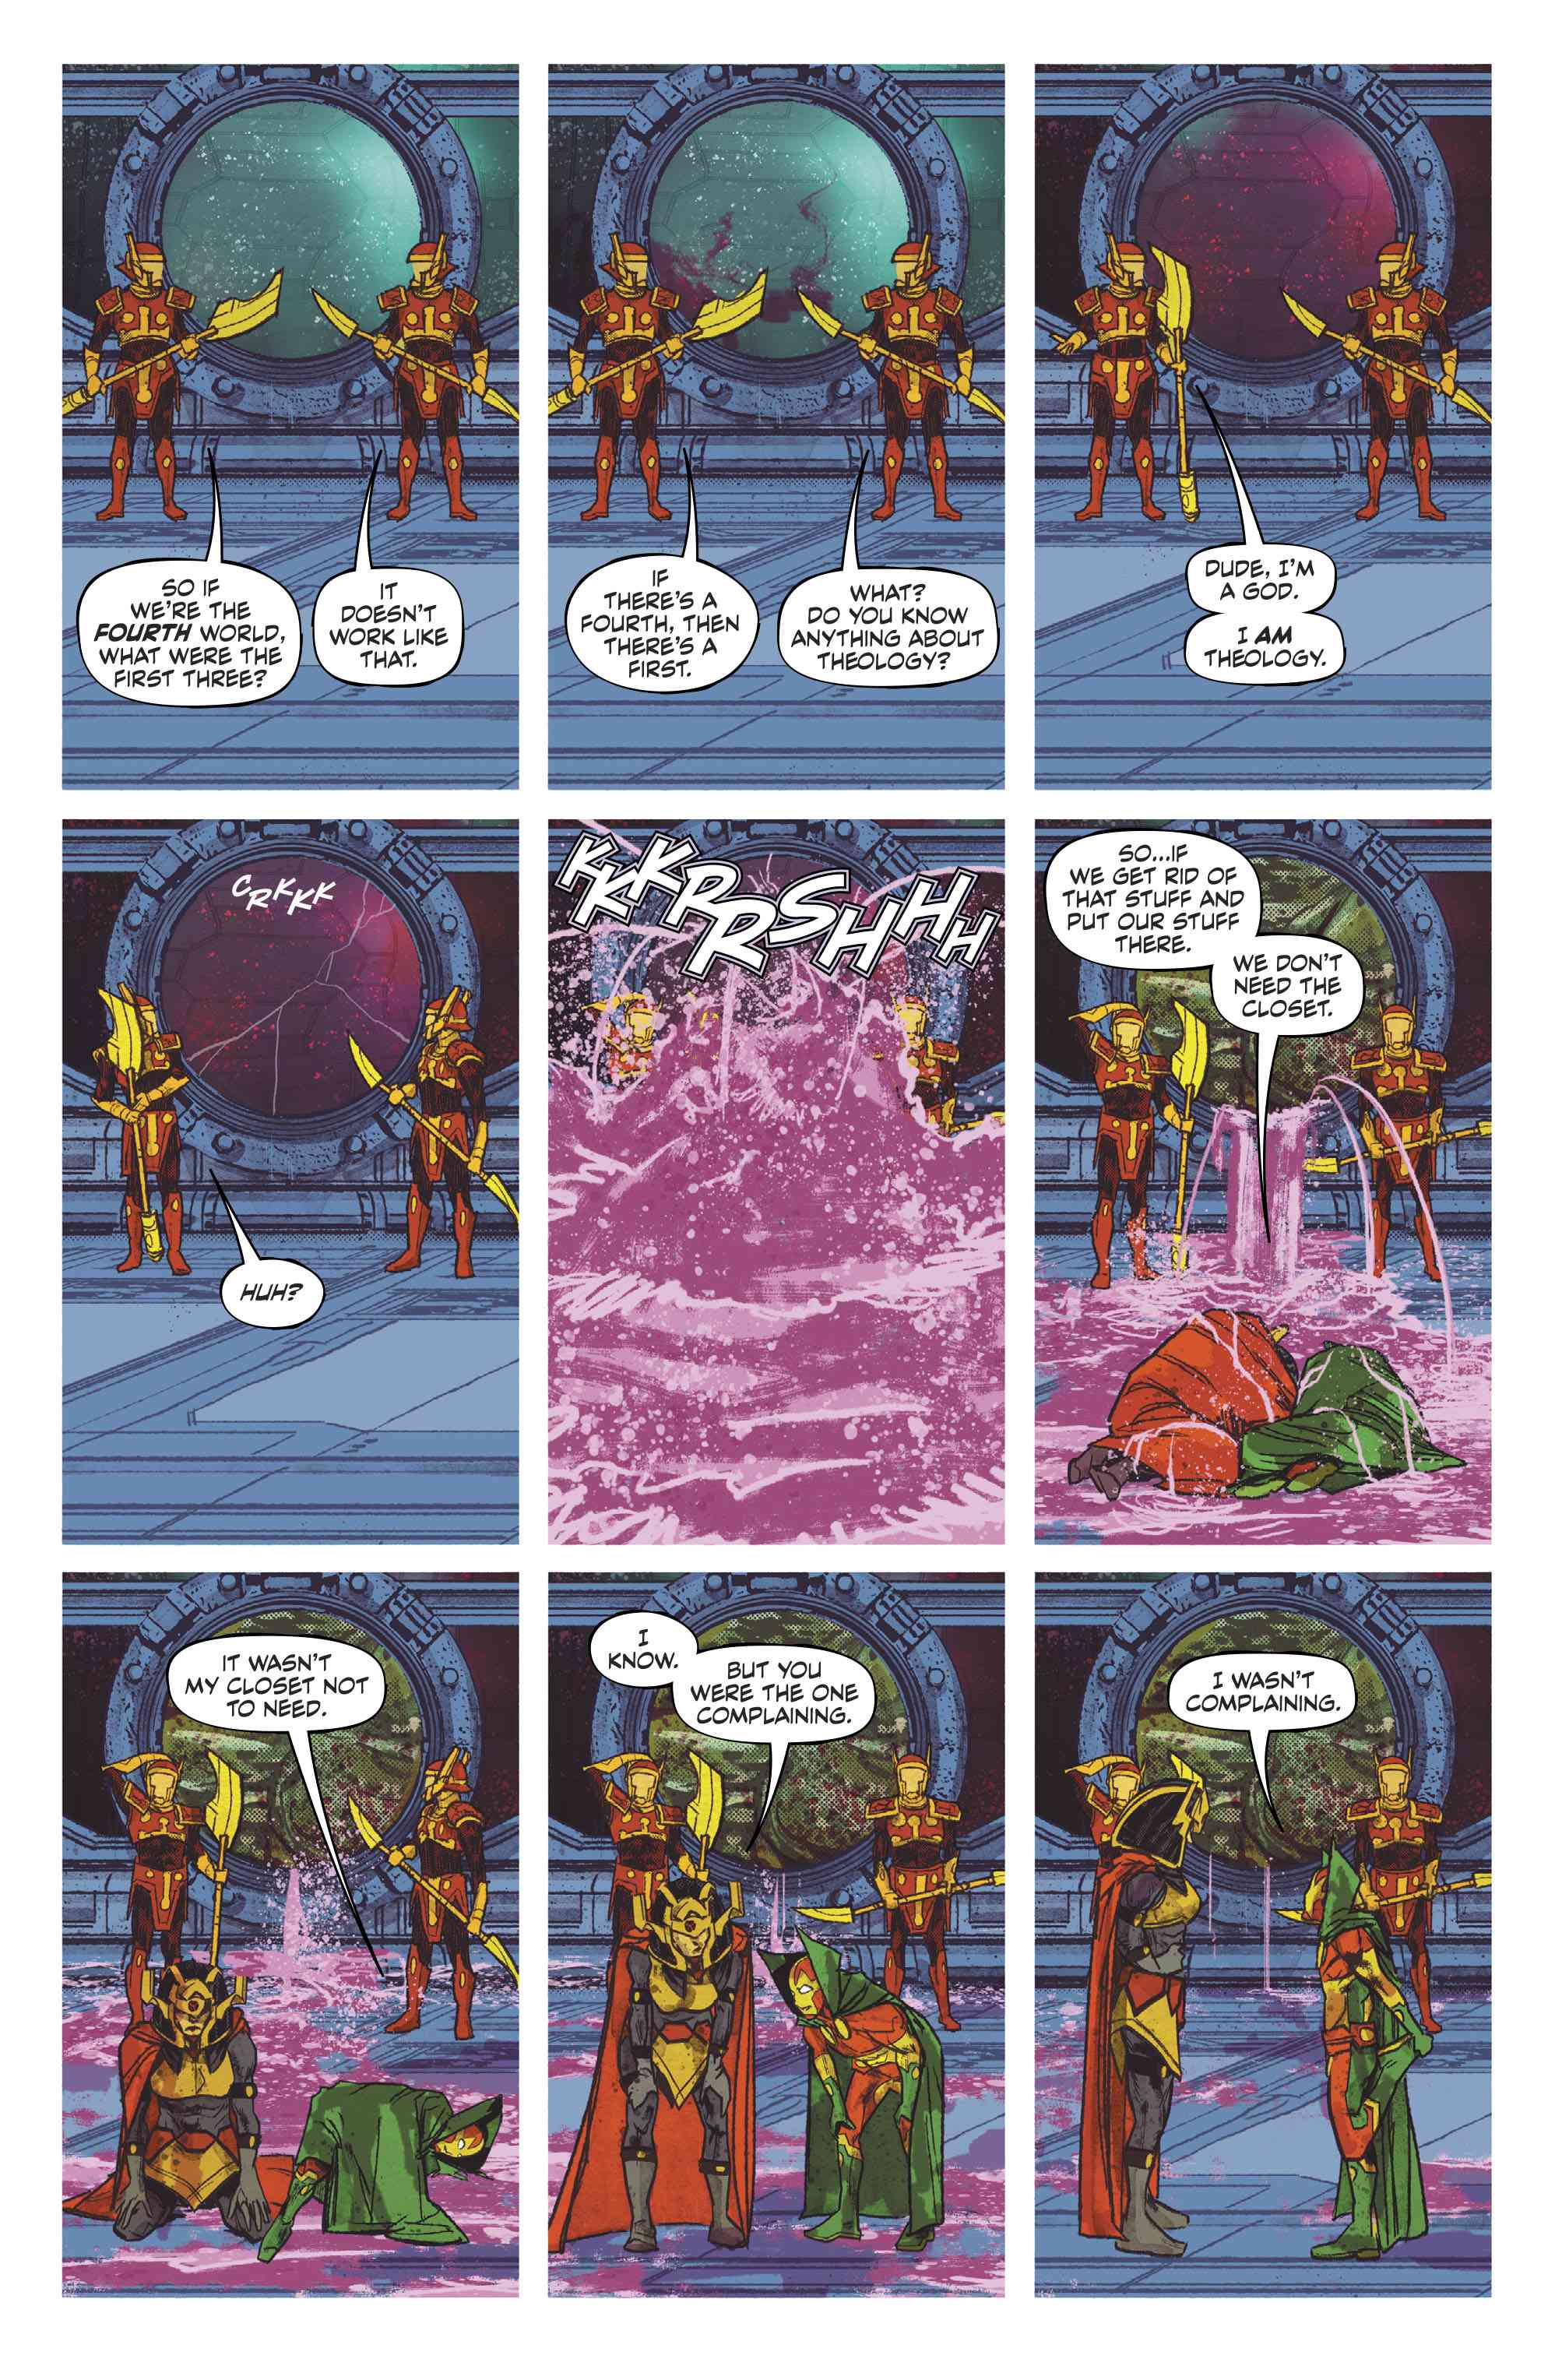 SO IF
WE'RE THE
FOURTH WORLD,
WHAT WERE THE
FIRST THREE?
IT
DOESN'T
WORK LIKE
THAT.
IF
THERE'S A
FOURTH, THEN
THERE'S A
FIRST.
WHAT?
DO YOU KNOW
ANYTHING ABOUT
THEOLOGY?
DUDE, I'M
A GOD.
I AM
THEOLOGY.
CRKKK
HUH?
KKKRRSHHH
SO...IF
WE GET RID OF
THAT STUFF AND
PUT OUR STUFF
THERE.
WE DON'T
NEED THE
CLOSET.
IT WASN'T
MY CLOSET NOT
TO NEED.
I
KNOW.
BUT YOU
WERE THE ONE
COMPLAINING.
I WASN'T
COMPLAINING.